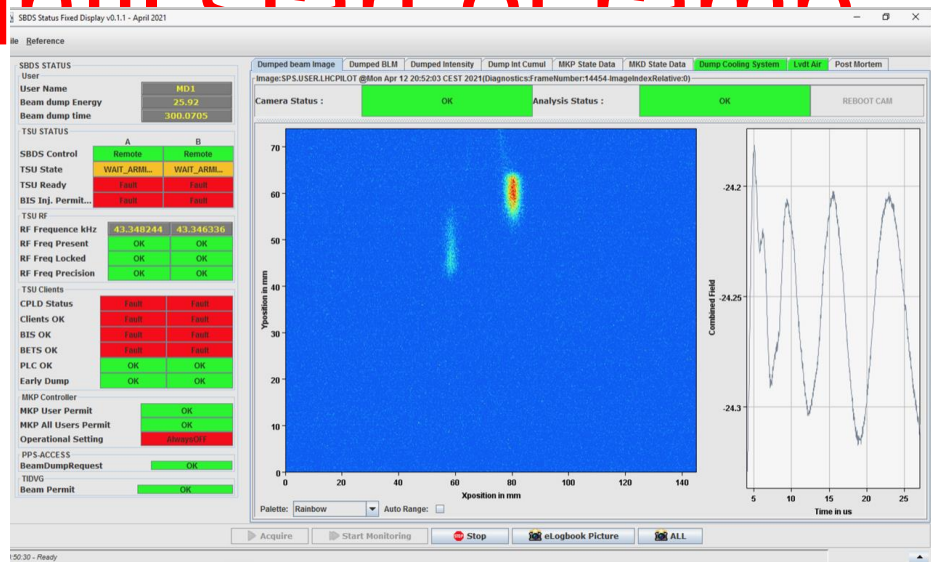 SBDS Status Fixed Display v0.1.1 - April 2021
Reference
SBDS STATUS
User
User Name MD1
Beam dump Energy 25.92
Beam dump time 300.0705
TSU STATUS
A B
SBDS Control Remote Remote
TSU State WAIT_ARMI... WAIT_ARMI...
TSU Ready Fault Fault
BIS Inj. Permit... Fault Fault
TSU RF
RF Frequence kHz 43.348244 43.346336
RF Freq Present OK OK
RF Freq Locked OK OK
RF Freq Precision OK OK
TSU Clients
CPLD Status Fault Fault
Clients OK Fault Fault
BIS OK Fault Fault
BETS OK Fault Fault
PLC OK OK OK
Early Dump OK OK
MKP Controller
MKP User Permit OK
MKP All Users Permit OK
Operational Setting AlwaysOFF
PPS-ACCESS
BeamDumpRequest OK
TIDVG
Beam Permit OK
Dumped beam Image Dumped BLM Dumped Intensity Dump Int Cumul MKP State Data MKD State Data Dump Cooling System Lvdt Air Post Mortem
Image:SPS.USER.LHCPILOT @Mon Apr 12 20:52:03 CEST 2021(Diagnostics:FrameNumber:14454-ImageIndexRelative:0)
Camera Status : OK Analysis Status : OK REBOOT CAM
70
60
50
40
30
20
10
0
Yposition in mm
0 20 40 60 80 100 120 140
Xposition in mm
-24.2
-24.25
-24.3
Combined Field
5 10 15 20 25
Time in us
Palette: Rainbow Auto Range:
Acquire Start Monitoring Stop eLogbook Picture ALL
:50:30 - Ready